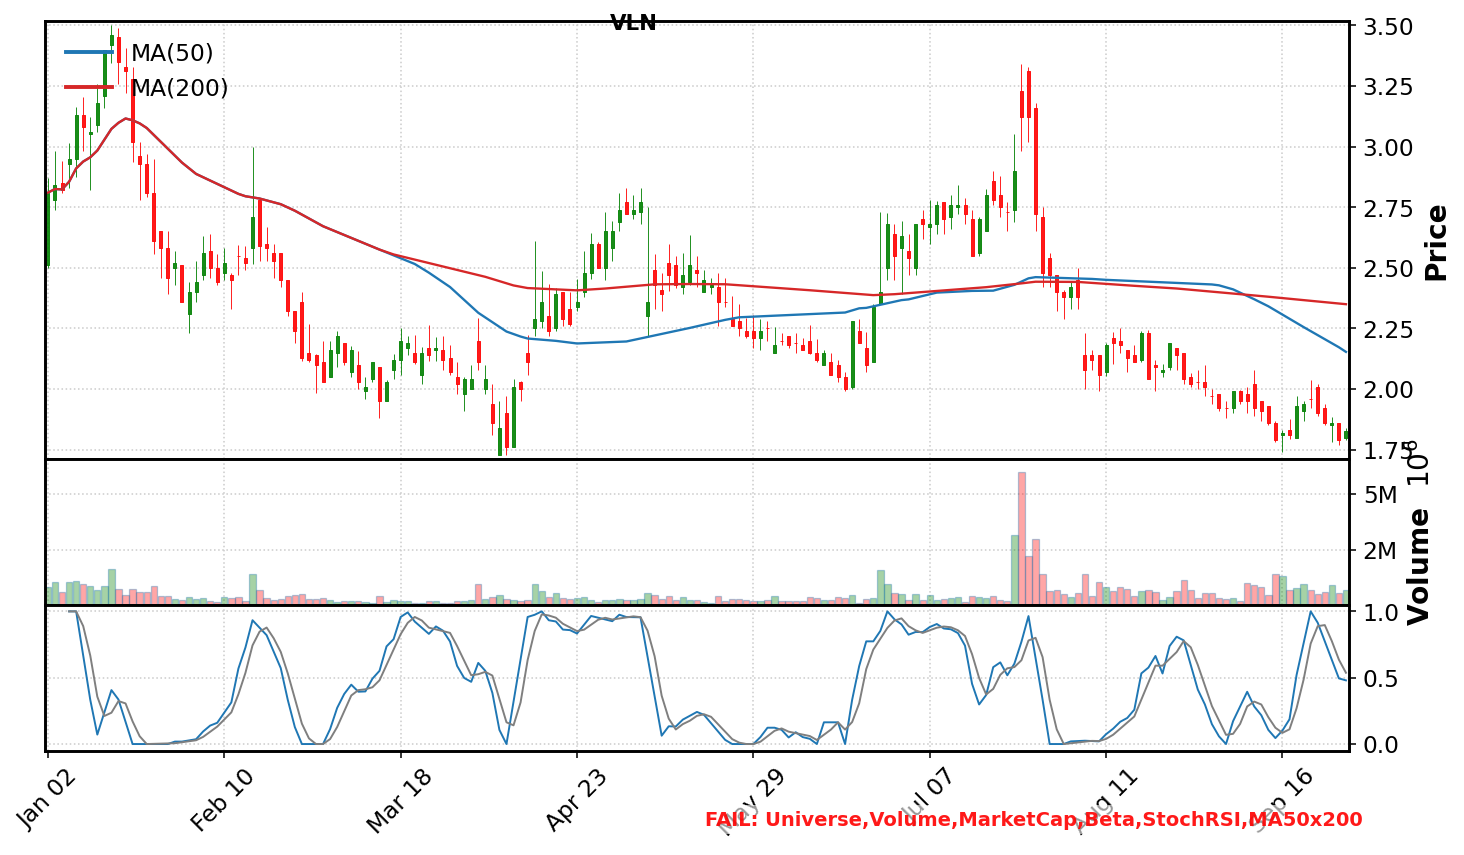 VLN
MA(50)
MA(200)
3.50
3.25
3.00
2.75
2.50
2.25
2.00
1.75
Price
10^6
5M
2M
Volume
1.0
0.5
0.0
Jan 02
Feb 10
Mar 18
Apr 23
May 29
Jul 07
Aug 11
Sep 16
FAIL: Universe,Volume,MarketCap,Beta,StochRSI,MA50x200